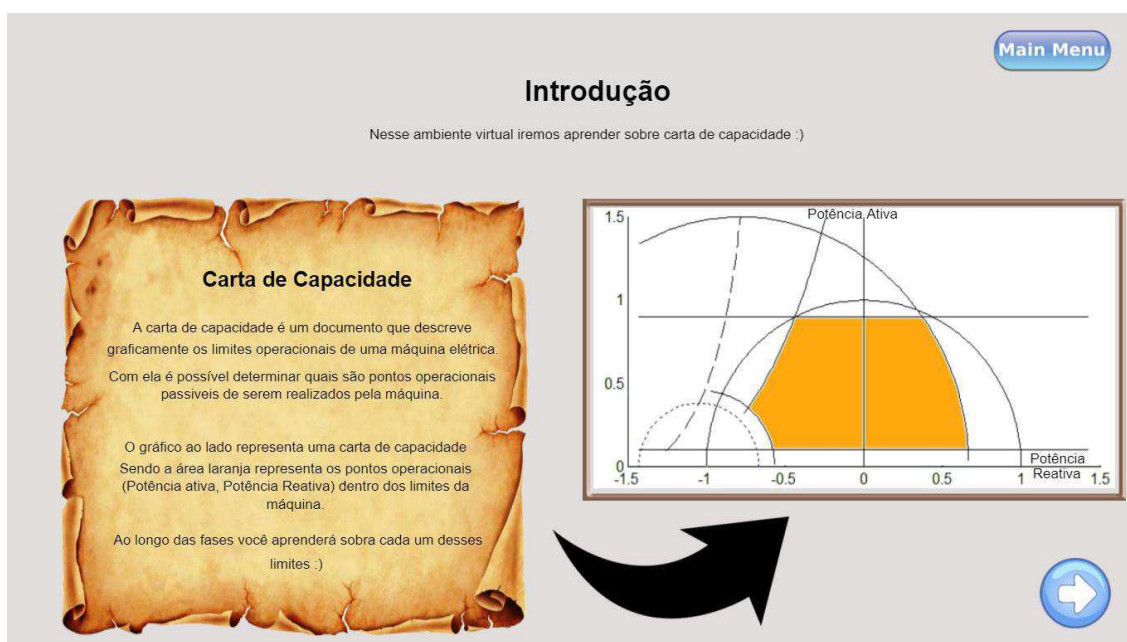 Main Menu
Introdução
Nesse ambiente virtual iremos aprender sobre carta de capacidade :)
Carta de Capacidade
A carta de capacidade é um documento que descreve
graficamente os limites operacionais de uma máquina elétrica.
Com ela é possível determinar quais são pontos operacionais
passiveis de serem realizados pela máquina.
O gráfico ao lado representa uma carta de capacidade
Sendo a área laranja representa os pontos operacionais
(Potência ativa, Potência Reativa) dentro dos limites da
máquina.
Ao longo das fases você aprenderá sobra cada um desses
limites :)
Potência Ativa
1.5
1
0.5
0
-1.5 -1 -0.5 0 0.5 1 1.5
Potência
Reativa